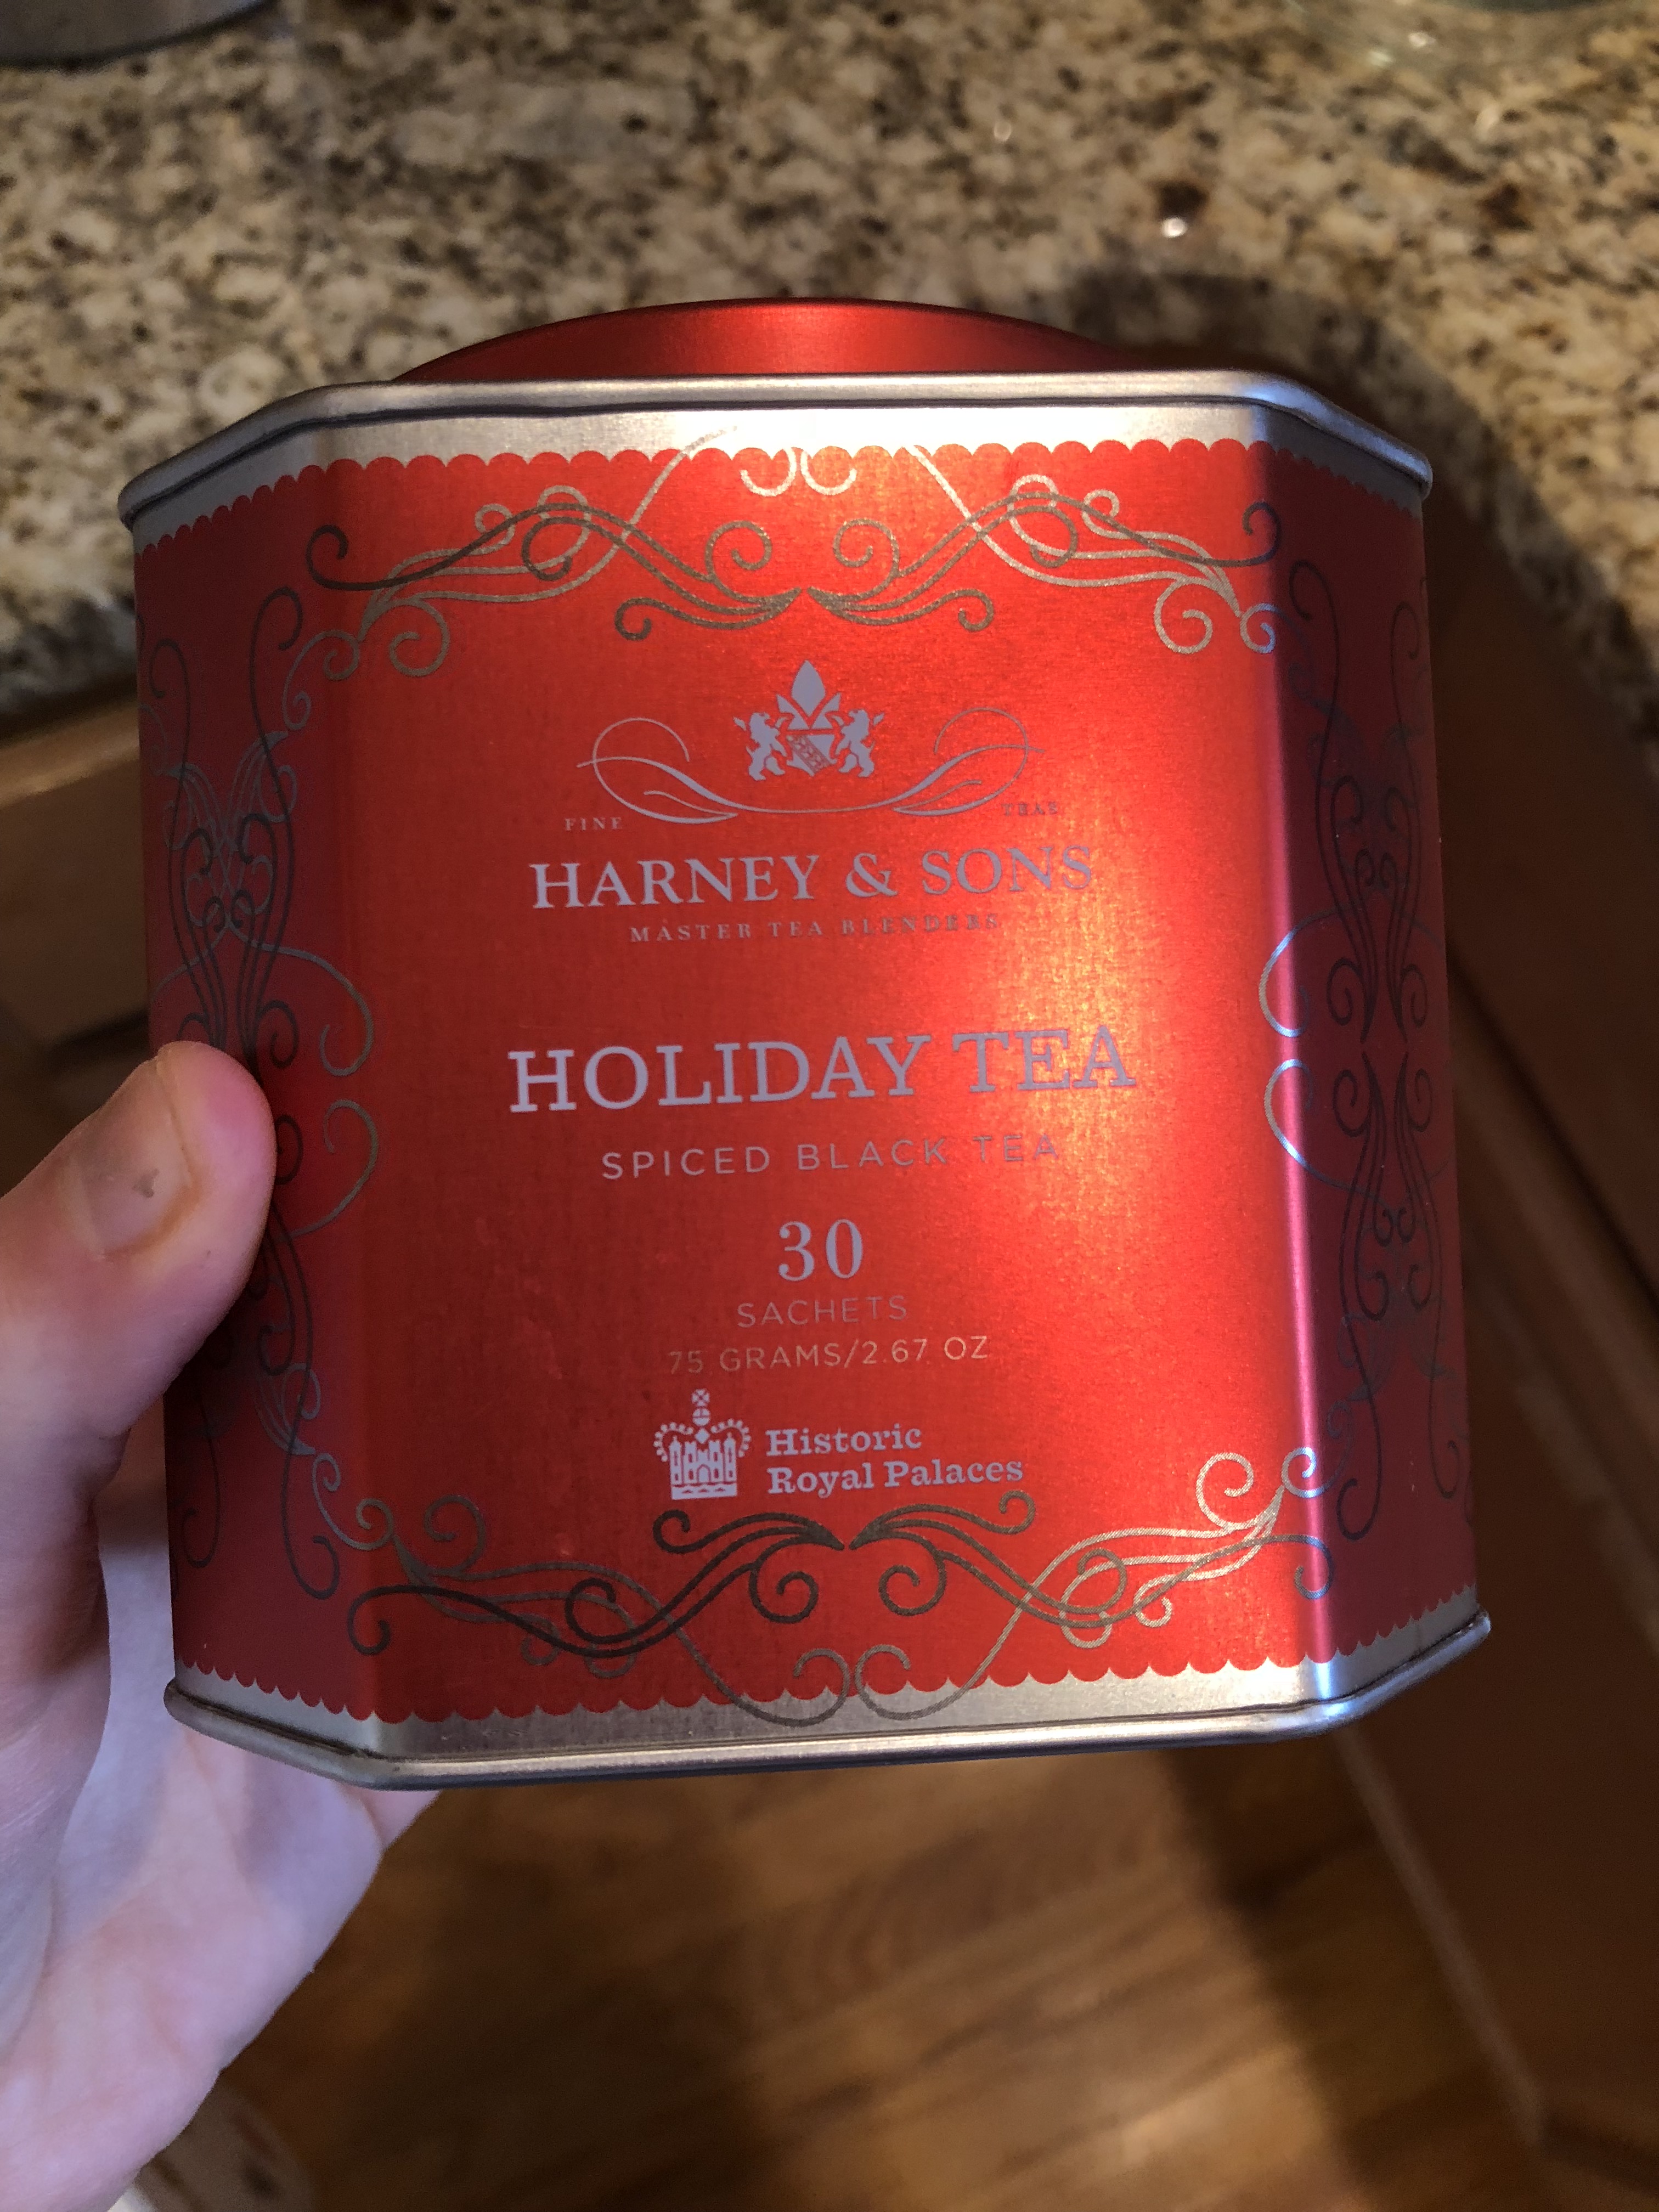 FINE TEAS
HARNEY & SONS
MASTER TEA BLENDERS
HOLIDAY TEA
SPICED BLACK TEA
30
SACHETS
75 GRAMS/2.67 OZ
Historic
Royal Palaces